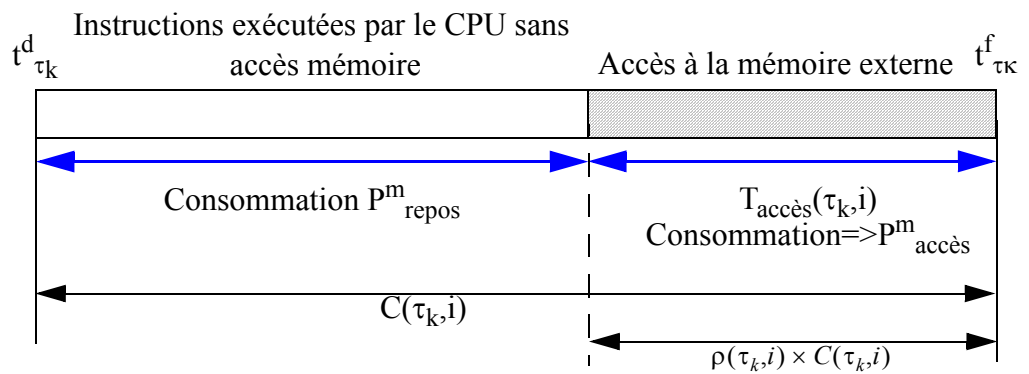 Instructions exécutées par le CPU sans
accès mémoire
t^d_τk
Accès à la mémoire externe
t^f_τκ
Consommation P^m_repos
T_accès(τ_k,i)
Consommation=>P^m_accès
C(τ_k,i)
ρ(τ_k,i) × C(τ_k,i)